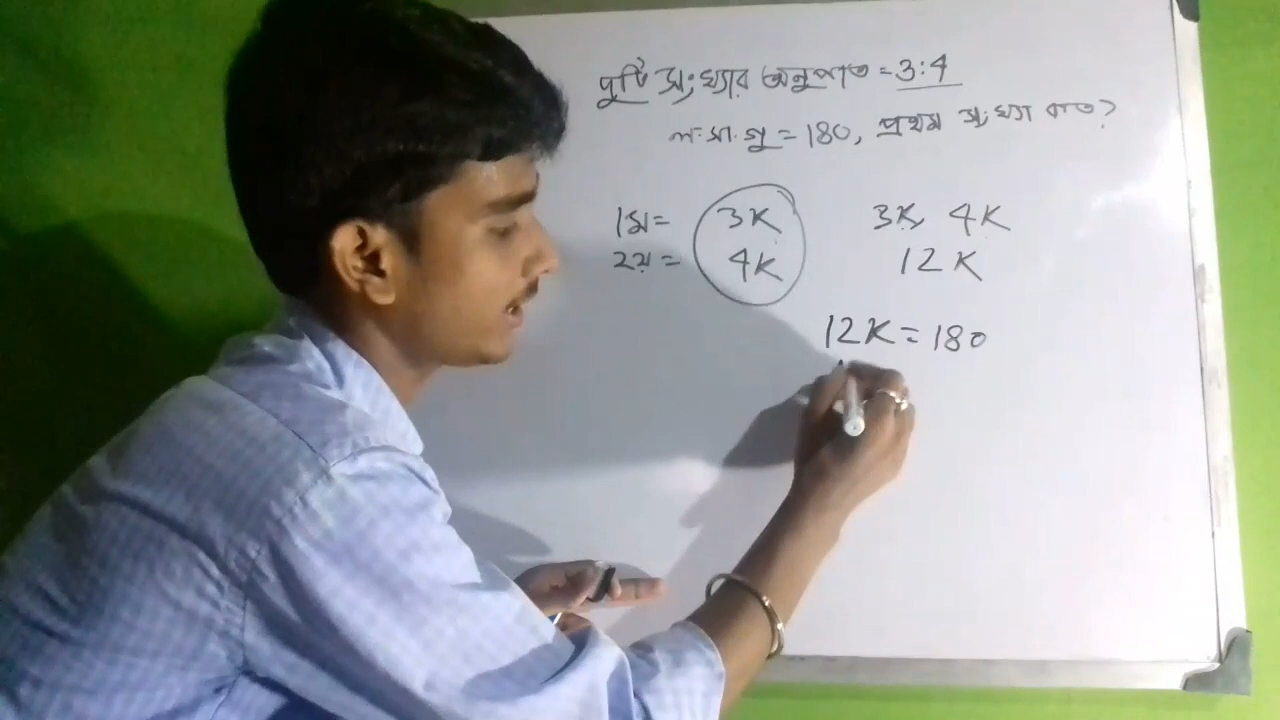 দুটি সংখ্যার অনুপাত = 3:4
ল.সা.গু = 180, প্রথম সংখ্যা কত?
1ম = 3K
2য় = 4K
3K, 4K
12K
12K = 180